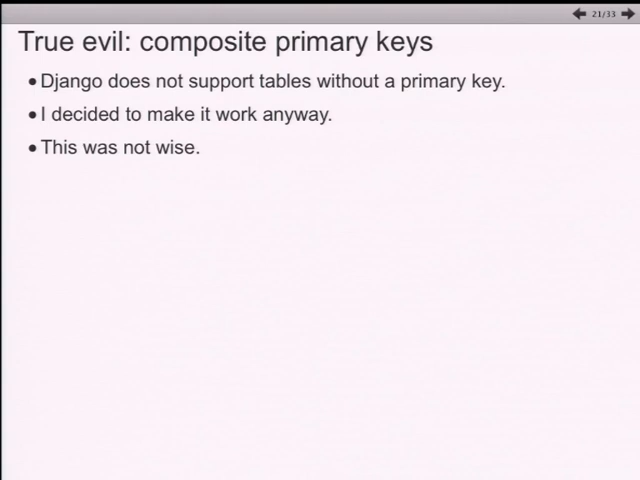 21/33
True evil: composite primary keys
• Django does not support tables without a primary key.
• I decided to make it work anyway.
• This was not wise.